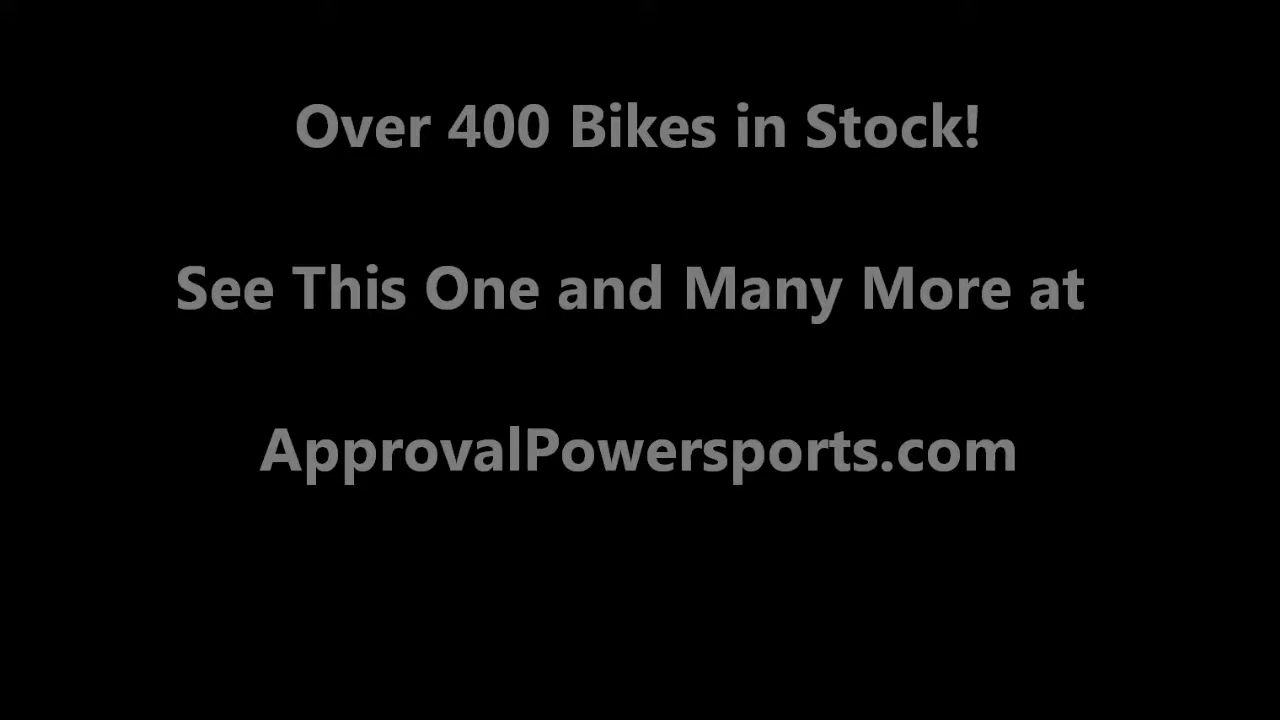 Over 400 Bikes in Stock!
See This One and Many More at
ApprovalPowersports.com